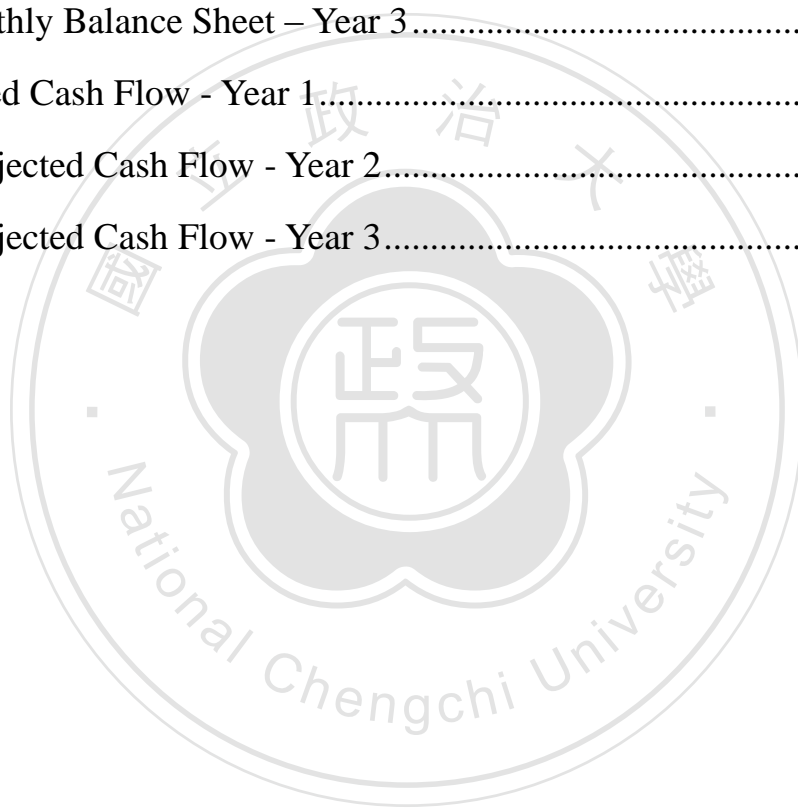 thly Balance Sheet – Year 3........................................
ed Cash Flow - Year 1....................................................
jected Cash Flow - Year 2.............................................
jected Cash Flow - Year 3.............................................
國立政治大學
政
National Chengchi University